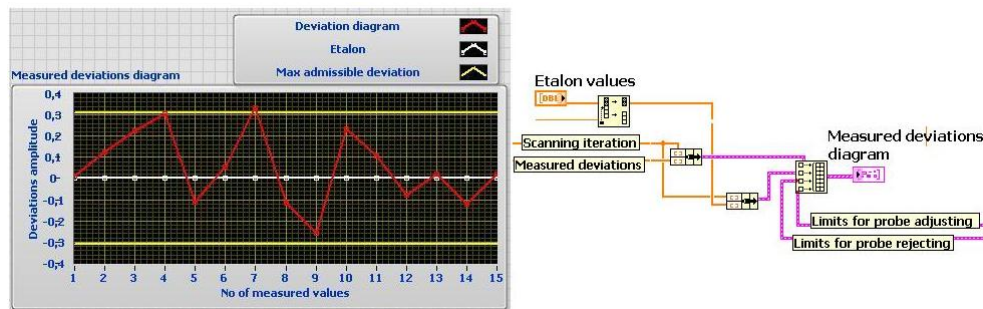 Deviation diagram
Etalon
Max admissible deviation
Measured deviations diagram
Deviations amplitude
0,4
0,3
0,2
0,1
0-
-0,1
-0,2
-0,3
-0,4
1 2 3 4 5 6 7 8 9 10 11 12 13 14 15
No of measured values
Etalon values
DBL
Scanning iteration
Measured deviations
Measured deviations
diagram
Limits for probe adjusting
Limits for probe rejecting